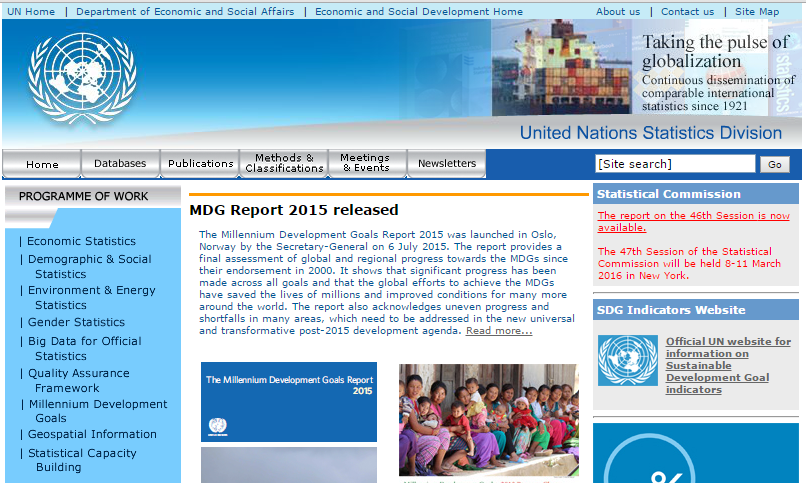 UN Home | Department of Economic and Social Affairs | Economic and Social Development Home
About us | Contact us | Site Map
Taking the pulse of
globalization
Continuous dissemination of
comparable international
statistics since 1921
United Nations Statistics Division
Home
Databases
Publications
Methods &
Classifications
Meetings
& Events
Newsletters
[Site search]
Go
PROGRAMME OF WORK
| Economic Statistics
| Demographic & Social
Statistics
| Environment & Energy
Statistics
| Gender Statistics
| Big Data for Official
Statistics
| Quality Assurance
Framework
| Millennium Development
Goals
| Geospatial Information
| Statistical Capacity
Building
MDG Report 2015 released
The Millennium Development Goals Report 2015 was launched in Oslo,
Norway by the Secretary-General on 6 July 2015. The report provides a
final assessment of global and regional progress towards the MDGs since
their endorsement in 2000. It shows that significant progress has been
made across all goals and that the global efforts to achieve the MDGs
have saved the lives of millions and improved conditions for many more
around the world. The report also acknowledges uneven progress and
shortfalls in many areas, which need to be addressed in the new universal
and transformative post-2015 development agenda. Read more...
The Millennium Development Goals Report
2015
Statistical Commission
The report on the 46th Session is now
available.
The 47th Session of the Statistical
Commission will be held 8-11 March
2016 in New York.
SDG Indicators Website
Official UN website for
information on
Sustainable
Development Goal
indicators
%